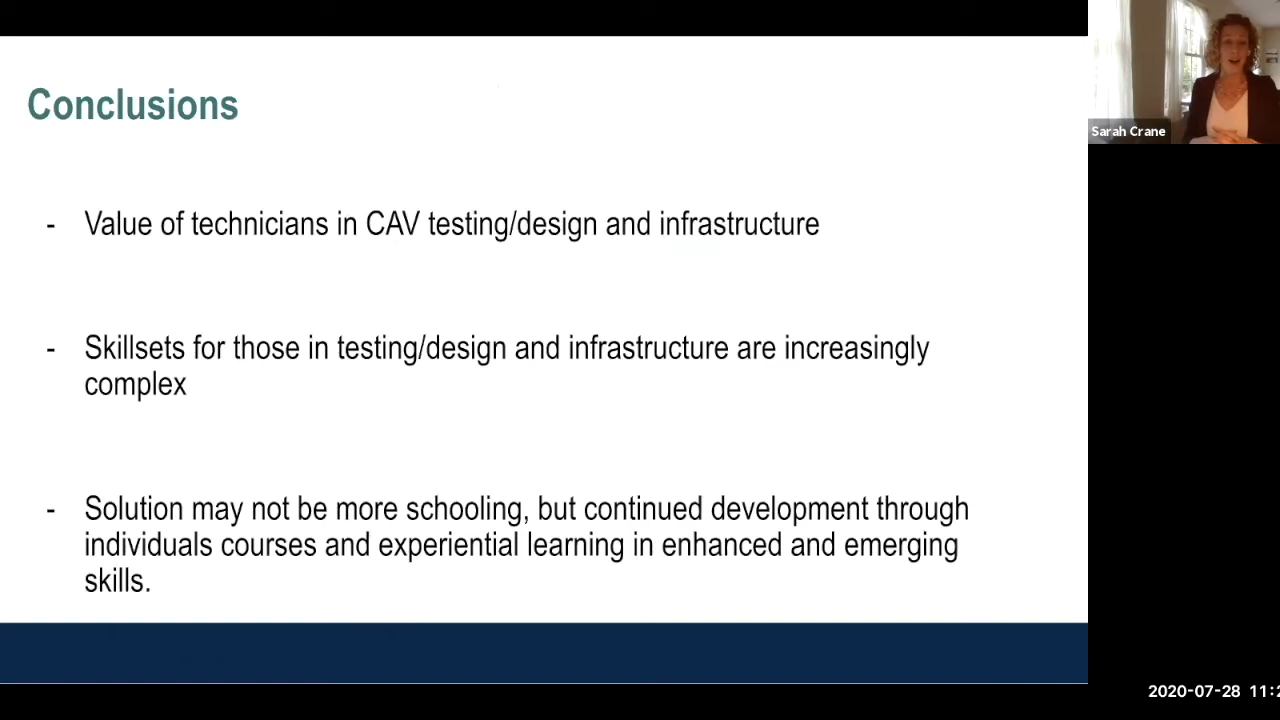 Conclusions
- Value of technicians in CAV testing/design and infrastructure
- Skillsets for those in testing/design and infrastructure are increasingly
complex
- Solution may not be more schooling, but continued development through
individuals courses and experiential learning in enhanced and emerging
skills.
Sarah Crane
2020-07-28 11:2